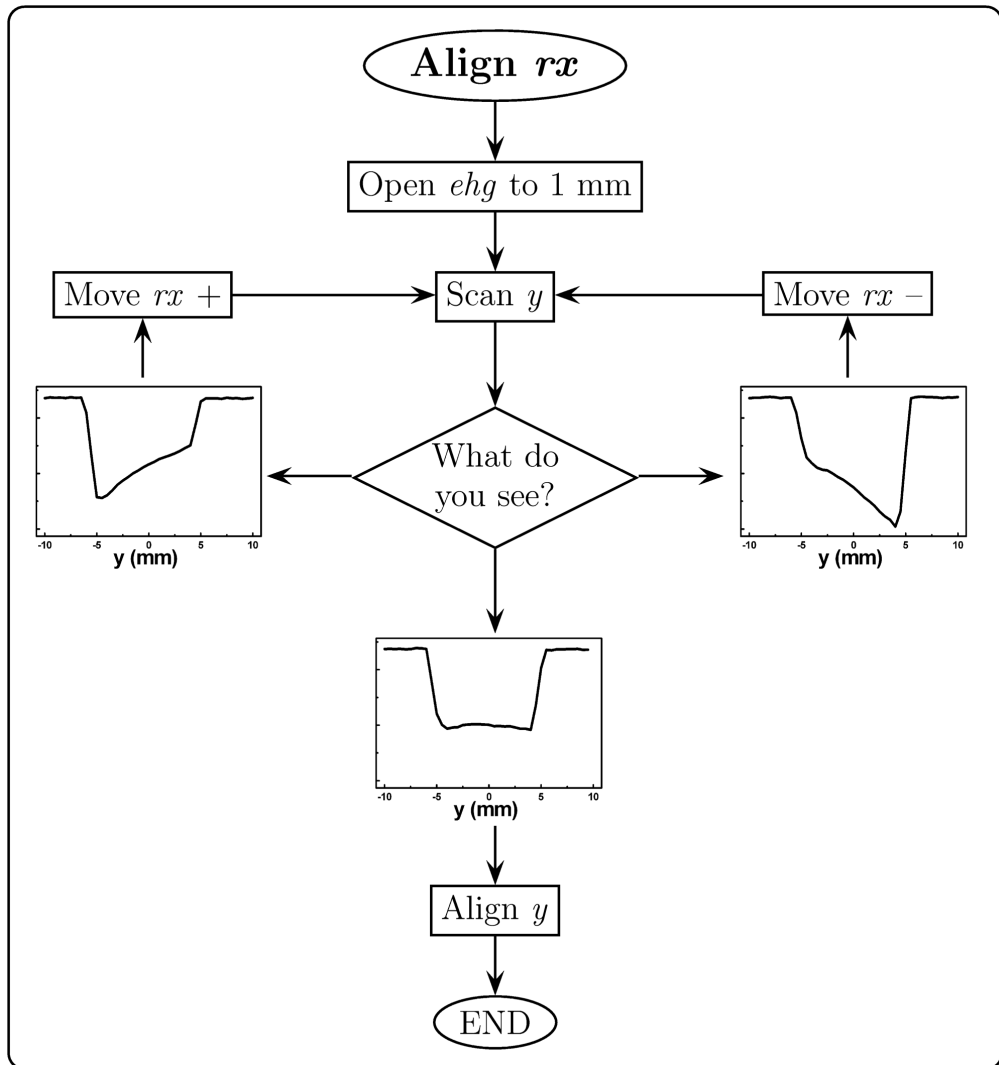 Align rx
Open ehg to 1 mm
Move rx +
Scan y
Move rx –
What do
you see?
-10 -5 0 5 10
y (mm)
-10 -5 0 5 10
y (mm)
-10 -5 0 5 10
y (mm)
Align y
END